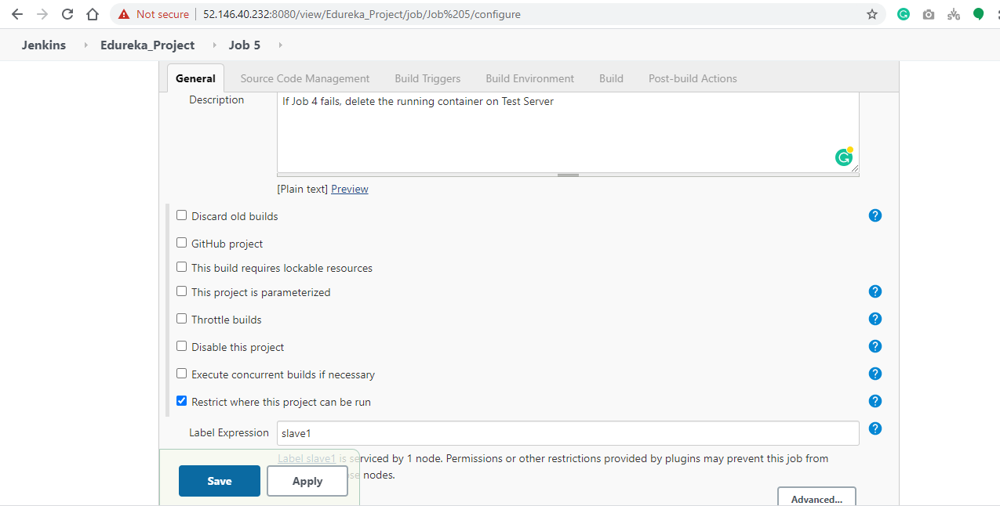 Not secure | 52.146.40.232:8080/view/Edureka_Project/job/Job%205/configure
Jenkins Edureka_Project Job 5
General Source Code Management Build Triggers Build Environment Build Post-build Actions
Description If Job 4 fails, delete the running container on Test Server
[Plain text] Preview
Discard old builds
GitHub project
This build requires lockable resources
This project is parameterized
Throttle builds
Disable this project
Execute concurrent builds if necessary
Restrict where this project can be run
Label Expression slave1
Label slave1 is serviced by 1 node. Permissions or other restrictions provided by plugins may prevent this job from
nodes.
Save Apply
Advanced...